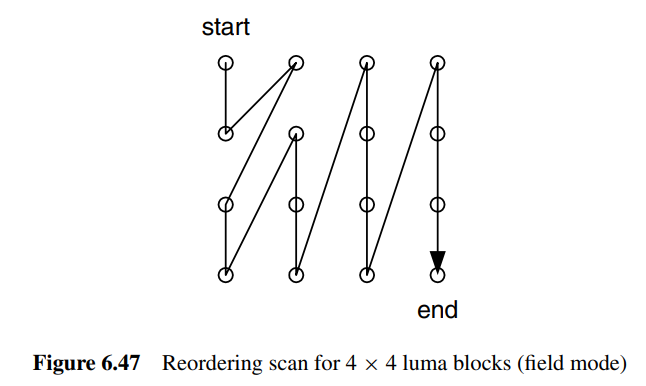 start
end
Figure 6.47 Reordering scan for 4 × 4 luma blocks (field mode)